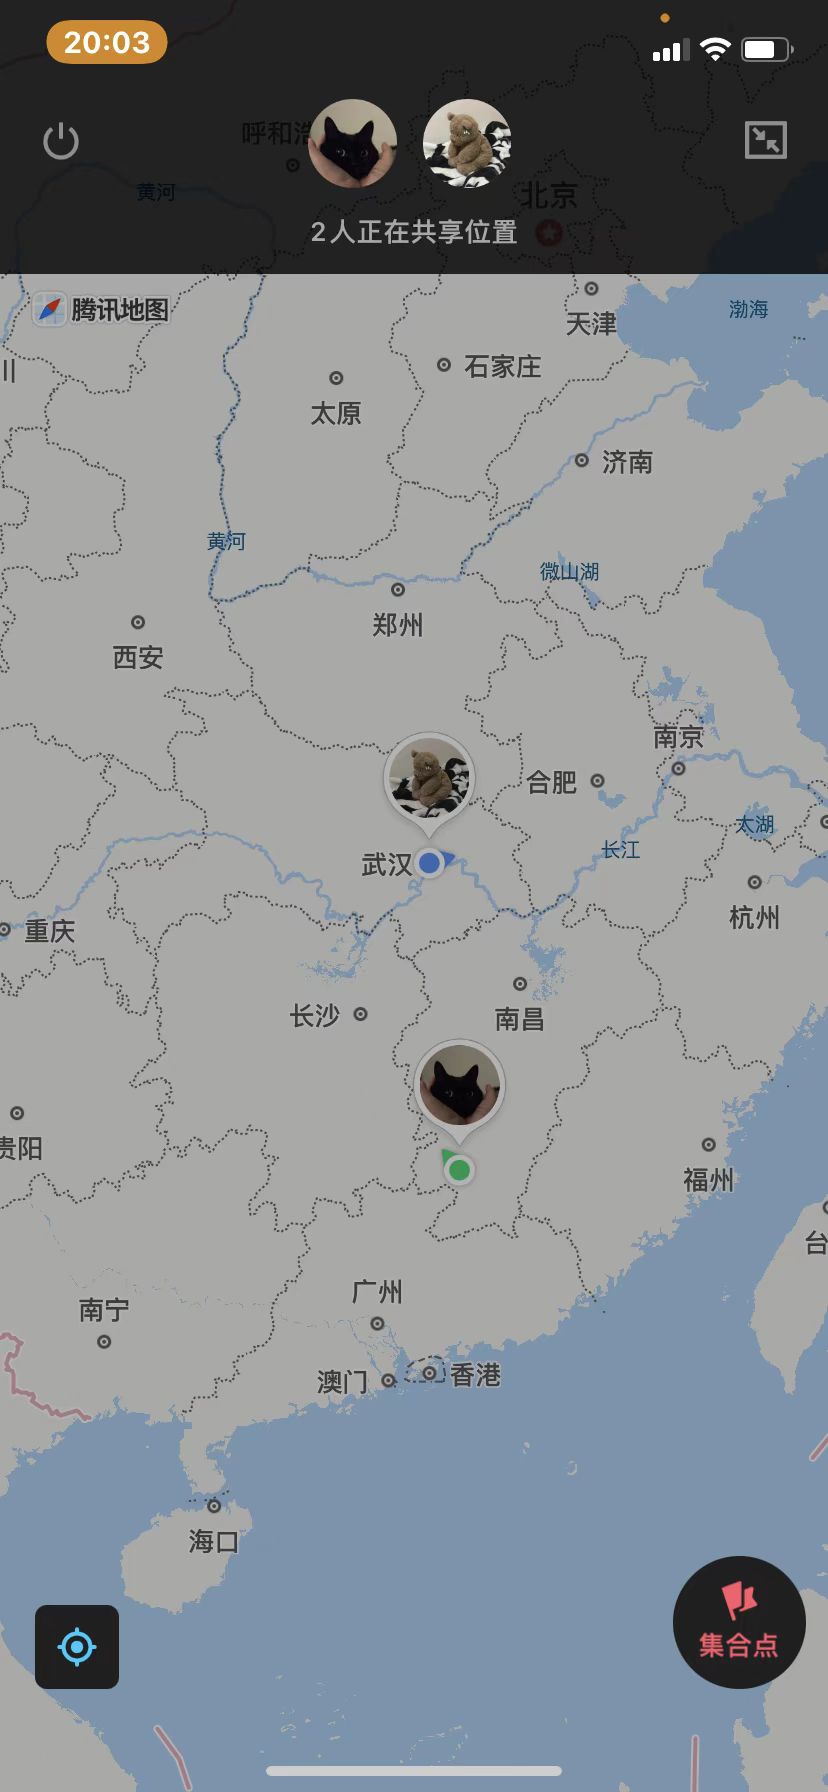 20:03
呼和浩
黄河
北京
2人正在共享位置
腾讯地图
渤海
天津
川
石家庄
太原
济南
黄河
微山湖
郑州
西安
南京
合肥
太湖
武汉
长江
杭州
重庆
长沙
南昌
贵阳
福州
台
广州
南宁
澳门
香港
海口
集合点